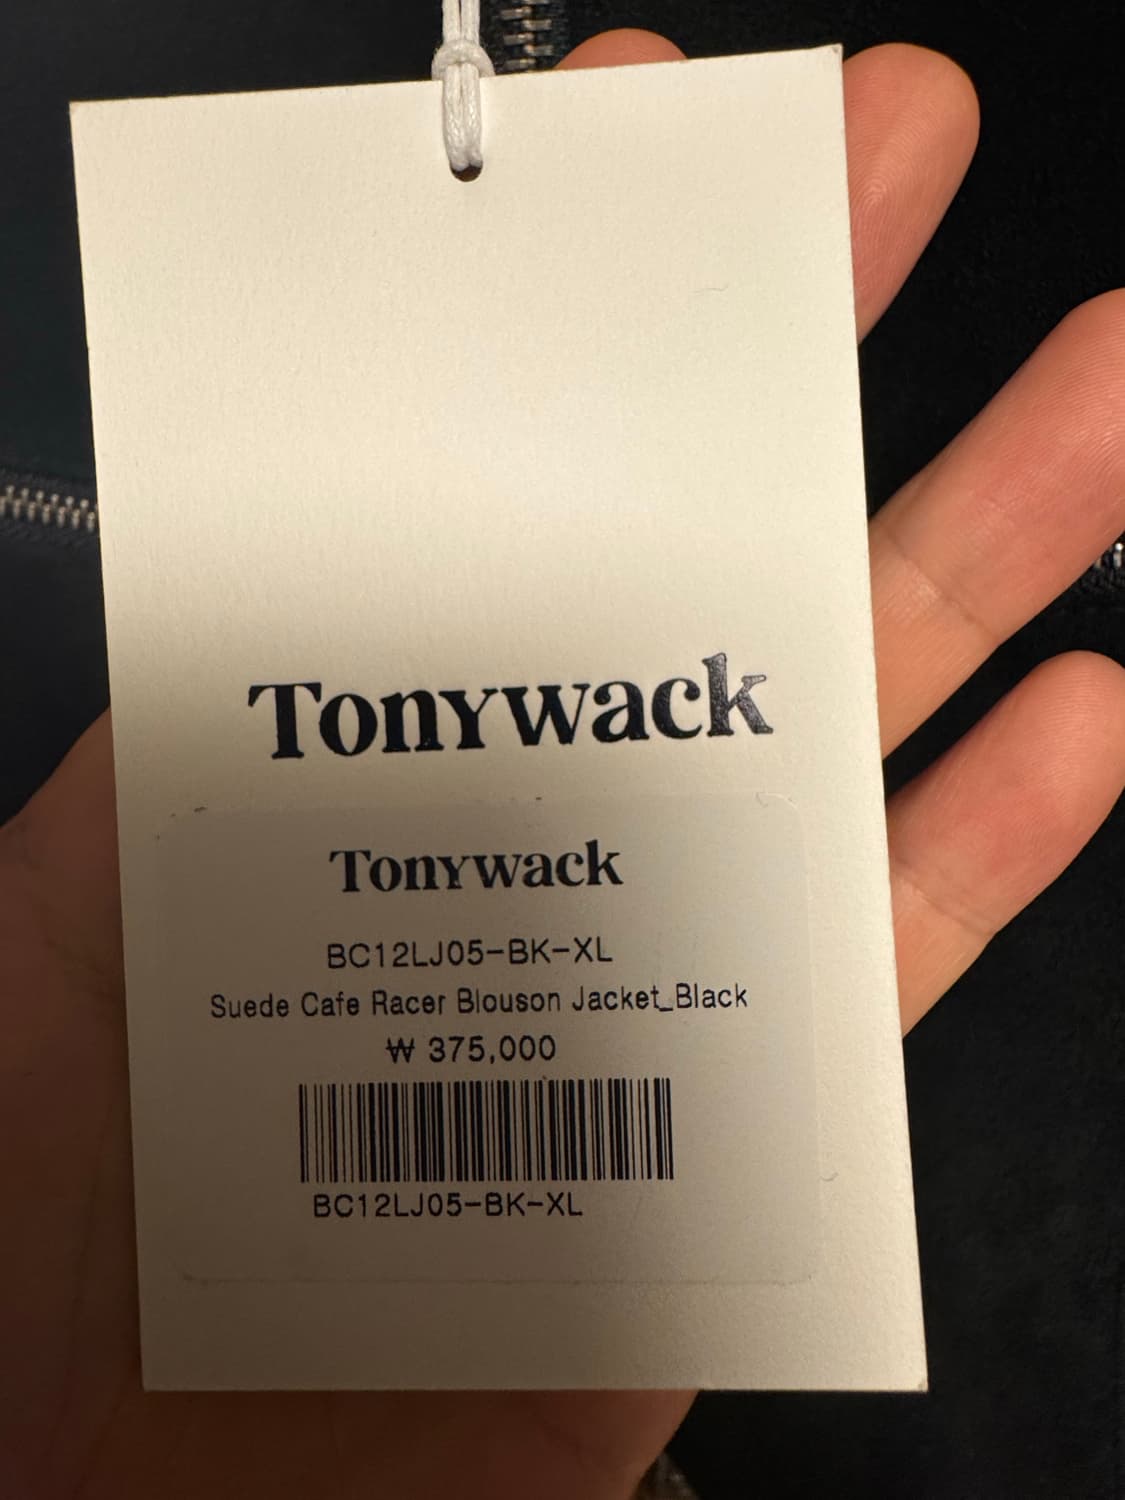 Tonywack
Tonywack
BC12LJ05-BK-XL
Suede Cafe Racer Blouson Jacket_Black
₩ 375,000
BC12LJ05-BK-XL